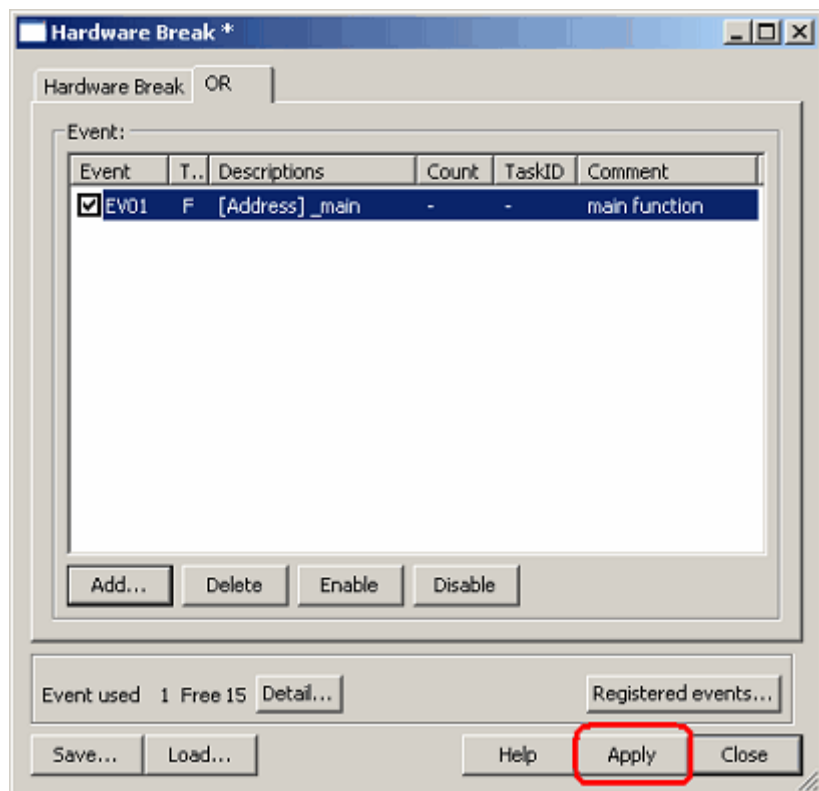 Hardware Break *
Hardware Break OR
Event:
Event T.. Descriptions Count TaskID Comment
EV01 F [Address] _main - - main function
Add... Delete Enable Disable
Event used 1 Free 15 Detail... Registered events...
Save... Load... Help Apply Close